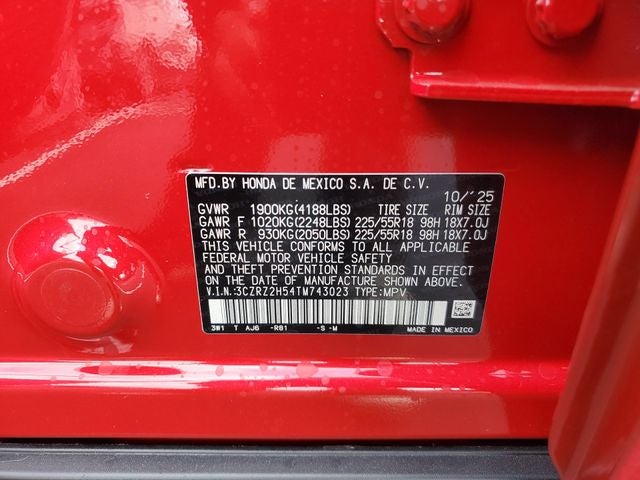 MFD.BY HONDA DE MEXICO S.A. DE C.V.
10/'25
GVWR 1900KG(4188LBS) TIRE SIZE RIM SIZE
GAWR F 1020KG(2248LBS) 225/55R18 98H 18X7.0J
GAWR R 930KG(2050LBS) 225/55R18 98H 18X7.0J
THIS VEHICLE CONFORMS TO ALL APPLICABLE
FEDERAL MOTOR VEHICLE SAFETY
AND THEFT PREVENTION STANDARDS IN EFFECT
ON THE DATE OF MANUFACTURE SHOWN ABOVE.
V.I.N.:3CZRZ2H54TM743023 TYPE:MPV
3W1 T AJ6 -R81 -S -M MADE IN MEXICO